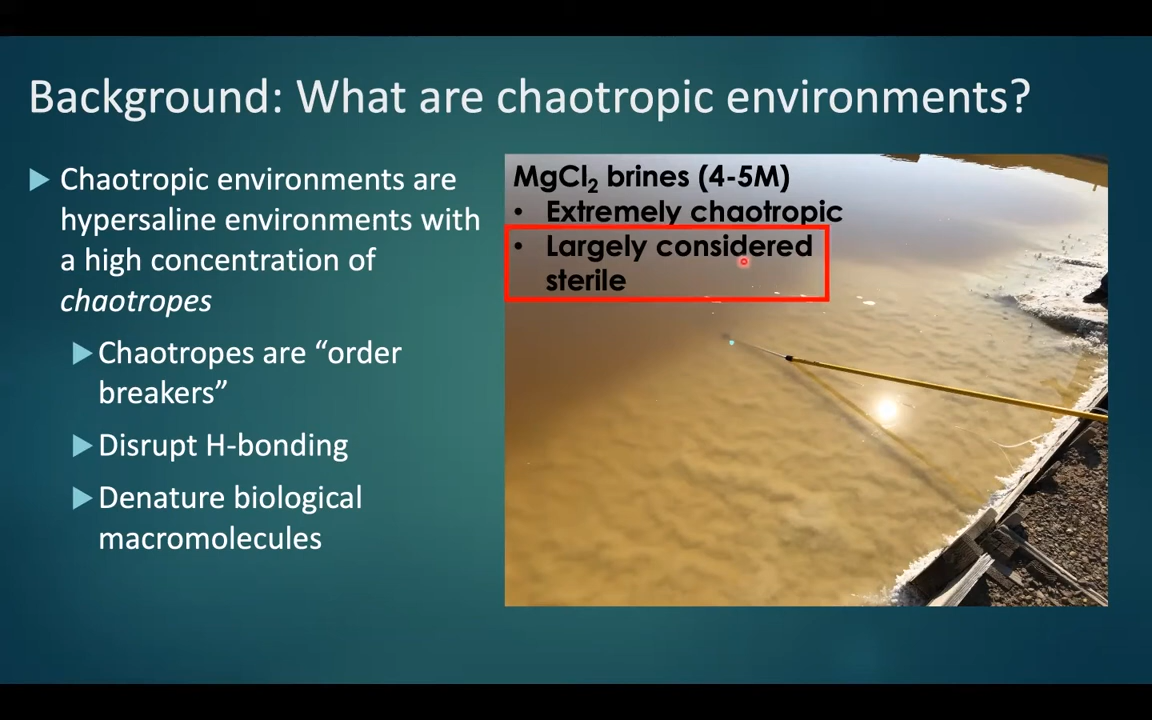 Background: What are chaotropic environments?
Chaotropic environments are
hypersaline environments with
a high concentration of
chaotropes
Chaotropes are “order
breakers”
Disrupt H-bonding
Denature biological
macromolecules
MgCl₂ brines (4-5M)
• Extremely chaotropic
• Largely considered
sterile